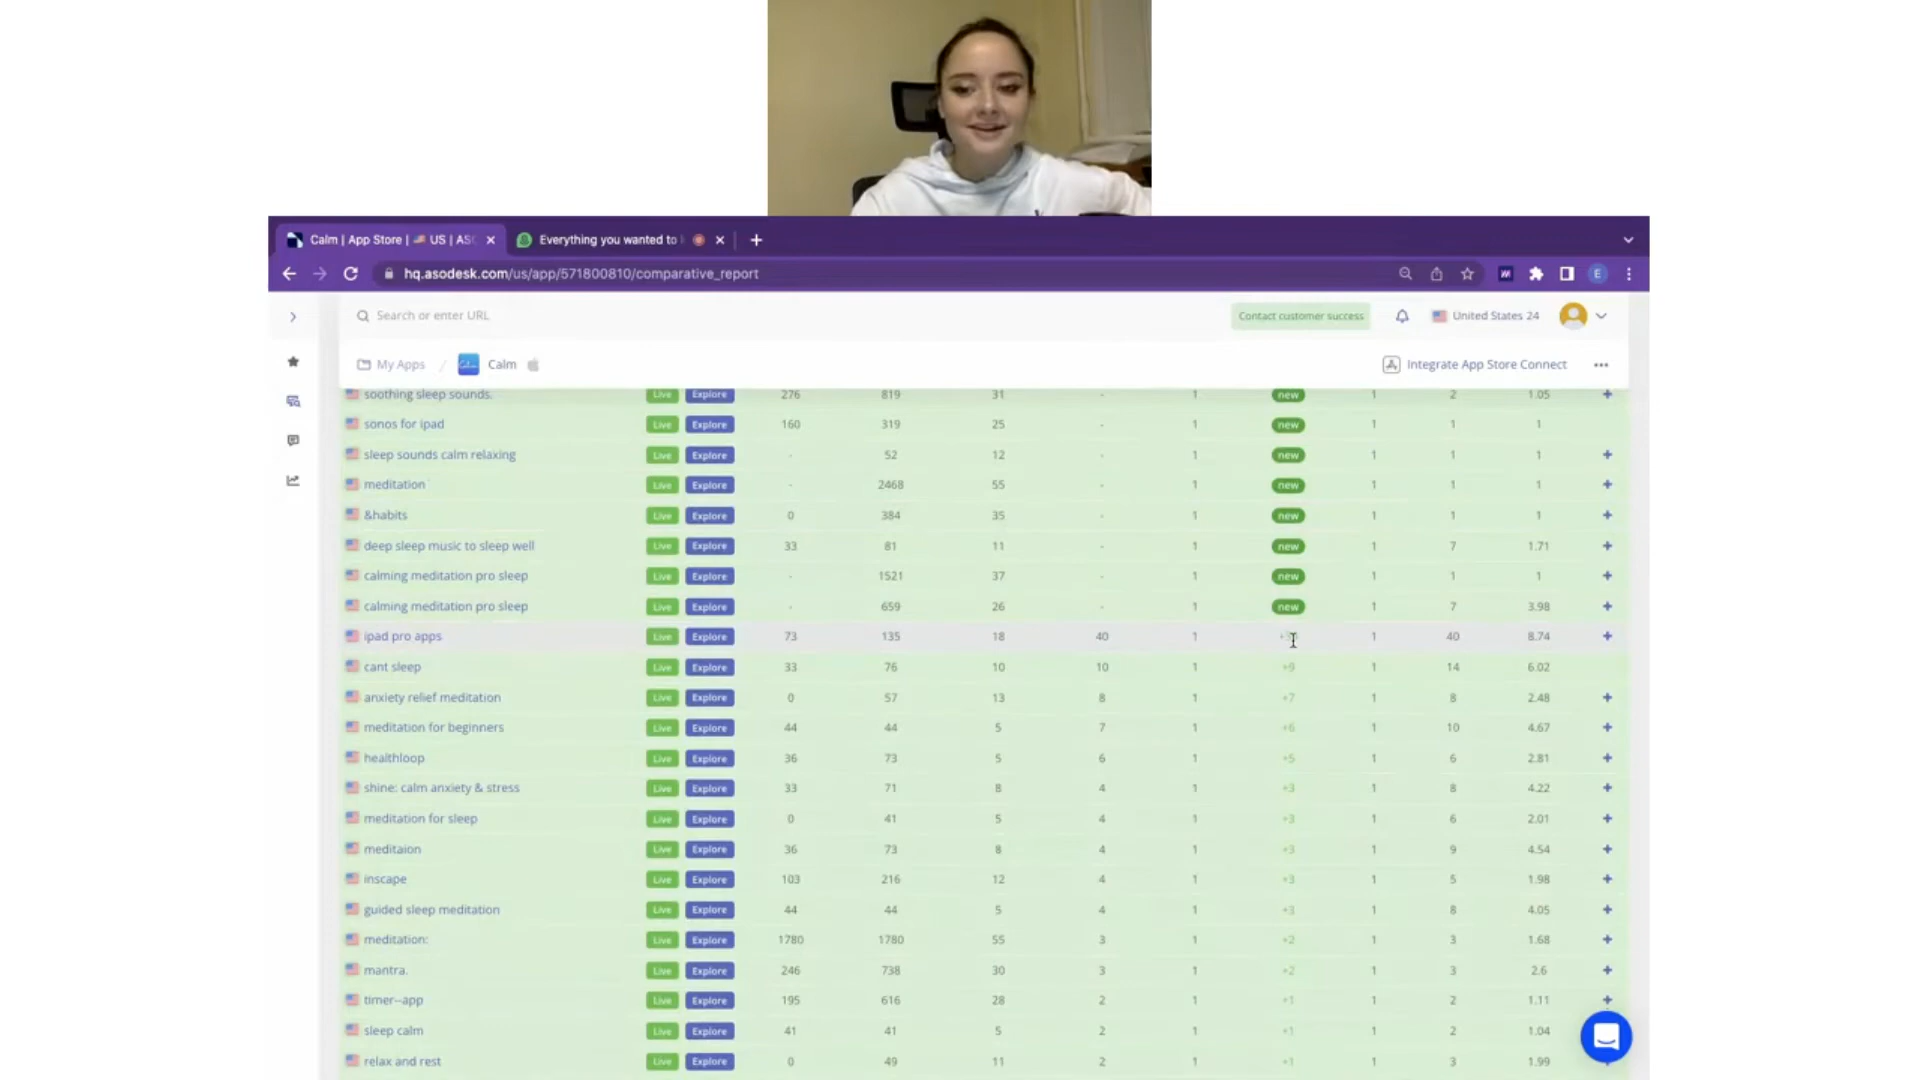 Calm | App Store | US | ASO
Everything you wanted to
hq.asodesk.com/us/app/571800810/comparative_report
E
Search or enter URL
Contact customer success
United States 24
My Apps / Calm
Integrate App Store Connect
soothing sleep sounds. Live Explore 276 819 31 - 1 new 1 2 1.05 +
sonos for ipad Live Explore 160 319 25 - 1 new 1 1 1
sleep sounds calm relaxing Live Explore - 52 12 - 1 new 1 1 1 +
meditation Live Explore - 2468 55 - 1 new 1 1 1 +
&habits Live Explore 0 384 35 - 1 new 1 1 1 +
deep sleep music to sleep well Live Explore 33 81 11 - 1 new 1 7 1.71 +
calming meditation pro sleep Live Explore - 1521 37 - 1 new 1 1 1 +
calming meditation pro sleep Live Explore - 659 26 - 1 new 1 7 3.98 +
ipad pro apps Live Explore 73 135 18 40 1 1 40 8.74 +
cant sleep Live Explore 33 76 10 10 1 +9 1 14 6.02
anxiety relief meditation Live Explore 0 57 13 8 1 +7 1 8 2.48 +
meditation for beginners Live Explore 44 44 5 7 1 +6 1 10 4.67 +
healthloop Live Explore 36 73 5 6 1 +5 1 6 2.81 +
shine: calm anxiety & stress Live Explore 33 71 8 4 1 +3 1 8 4.22 +
meditation for sleep Live Explore 0 41 5 4 1 +3 1 6 2.01 +
meditaion Live Explore 36 73 8 4 1 +3 1 9 4.54 +
inscape Live Explore 103 216 12 4 1 +3 1 5 1.98 +
guided sleep meditation Live Explore 44 44 5 4 1 +3 1 8 4.05 +
meditation: Live Explore 1780 1780 55 3 1 +2 1 3 1.68 +
mantra. Live Explore 246 738 30 3 1 +2 1 3 2.6 +
timer--app Live Explore 195 616 28 2 1 +1 1 2 1.11 +
sleep calm Live Explore 41 41 5 2 1 +1 1 2 1.04
relax and rest Live Explore 0 49 11 2 1 +1 1 3 1.99